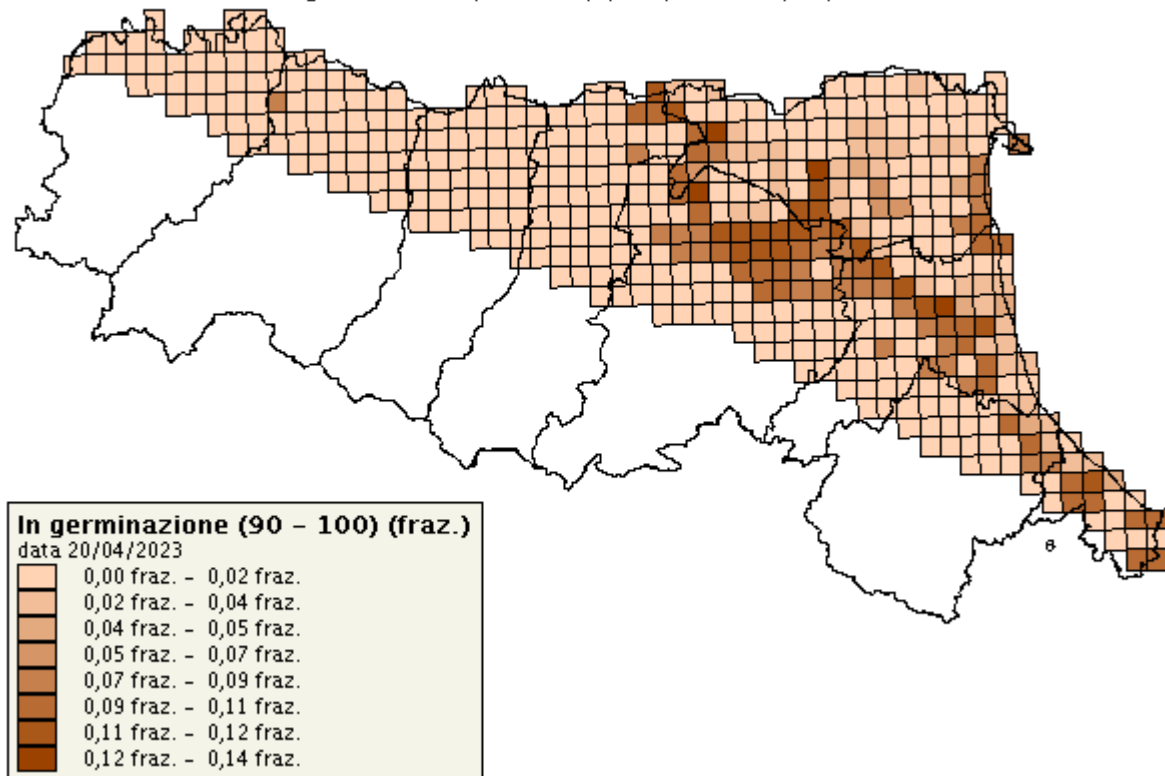 In germinazione (90 – 100) (fraz.)
data 20/04/2023
0,00 fraz. – 0,02 fraz.
0,02 fraz. – 0,04 fraz.
0,04 fraz. – 0,05 fraz.
0,05 fraz. – 0,07 fraz.
0,07 fraz. – 0,09 fraz.
0,09 fraz. – 0,11 fraz.
0,11 fraz. – 0,12 fraz.
0,12 fraz. – 0,14 fraz.